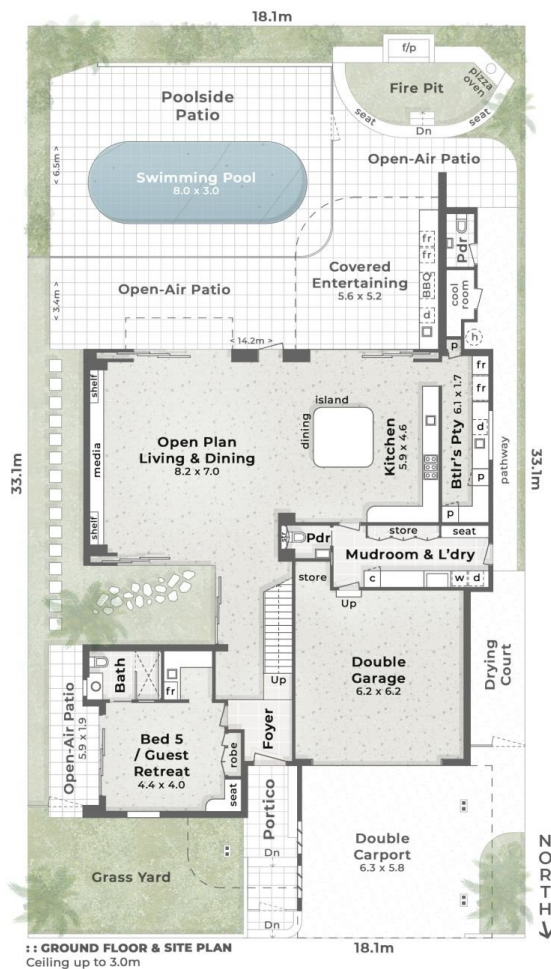 18.1m
f/p
Fire Pit
pizza
oven
seat
seat
Dn
Poolside
Patio
Open-Air Patio
< 6.5m >
Swimming Pool
8.0 x 3.0
fr
fr
BBQ
d
Pdr
cool
room
h
Covered
Entertaining
5.6 x 5.2
Open-Air Patio
< 3.4m >
< 14.2m >
p
fr
fr
d
p
p
Btlr's Pty
6.1 x 1.7
pathway
shelf
media
shelf
Open Plan
Living & Dining
8.2 x 7.0
island
dining
Kitchen
5.9 x 4.6
33.1m
33.1m
str
Pdr
store
seat
Mudroom & L'dry
store
c
w
d
Up
Up
Double
Garage
6.2 x 6.2
Drying
Court
Bath
fr
Open-Air Patio
5.9 x 1.9
Bed 5
/ Guest
Retreat
4.4 x 4.0
robe
seat
Foyer
Portico
Dn
Dn
Double
Carport
6.3 x 5.8
Grass Yard
NORTH
:: GROUND FLOOR & SITE PLAN
18.1m
Ceiling up to 3.0m